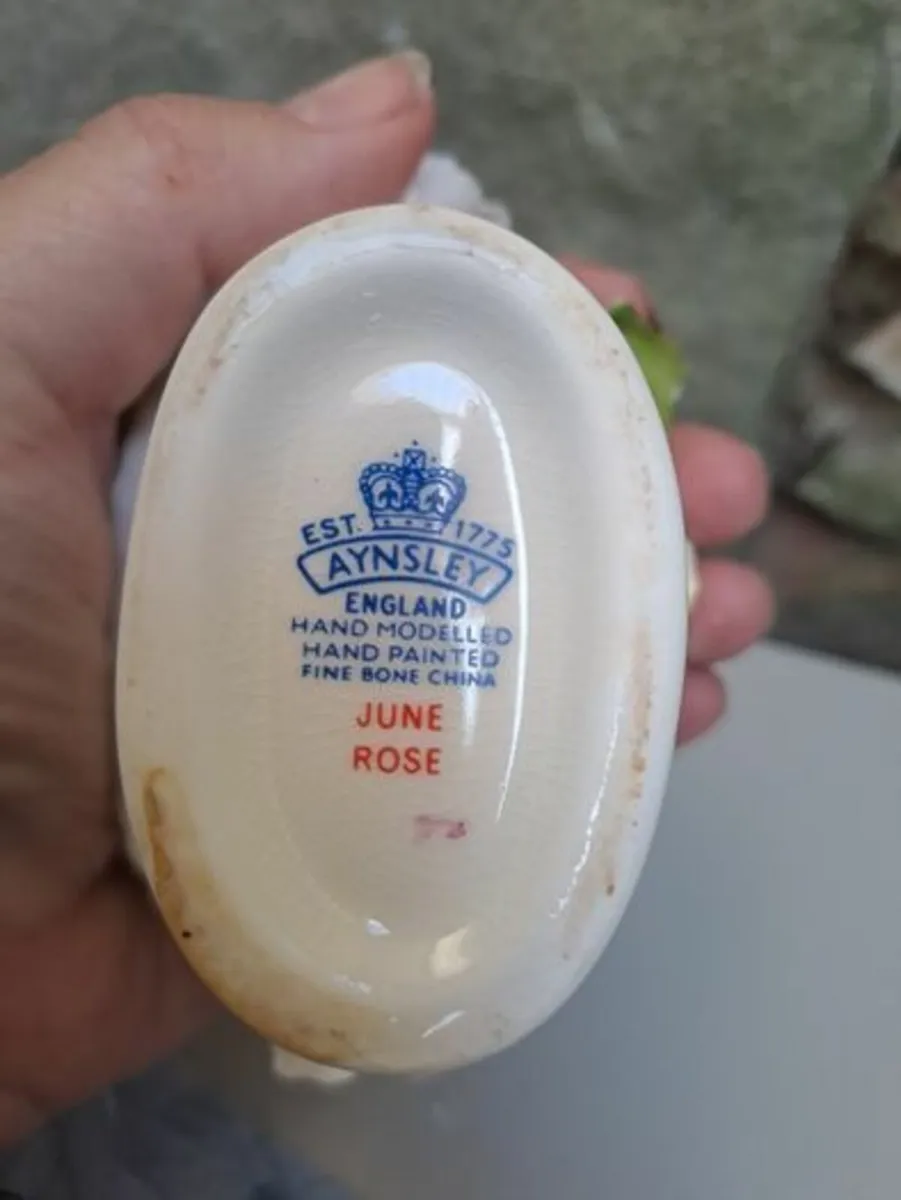 EST. 1775
AYNSLEY
ENGLAND
HAND MODELLED
HAND PAINTED
FINE BONE CHINA
JUNE
ROSE